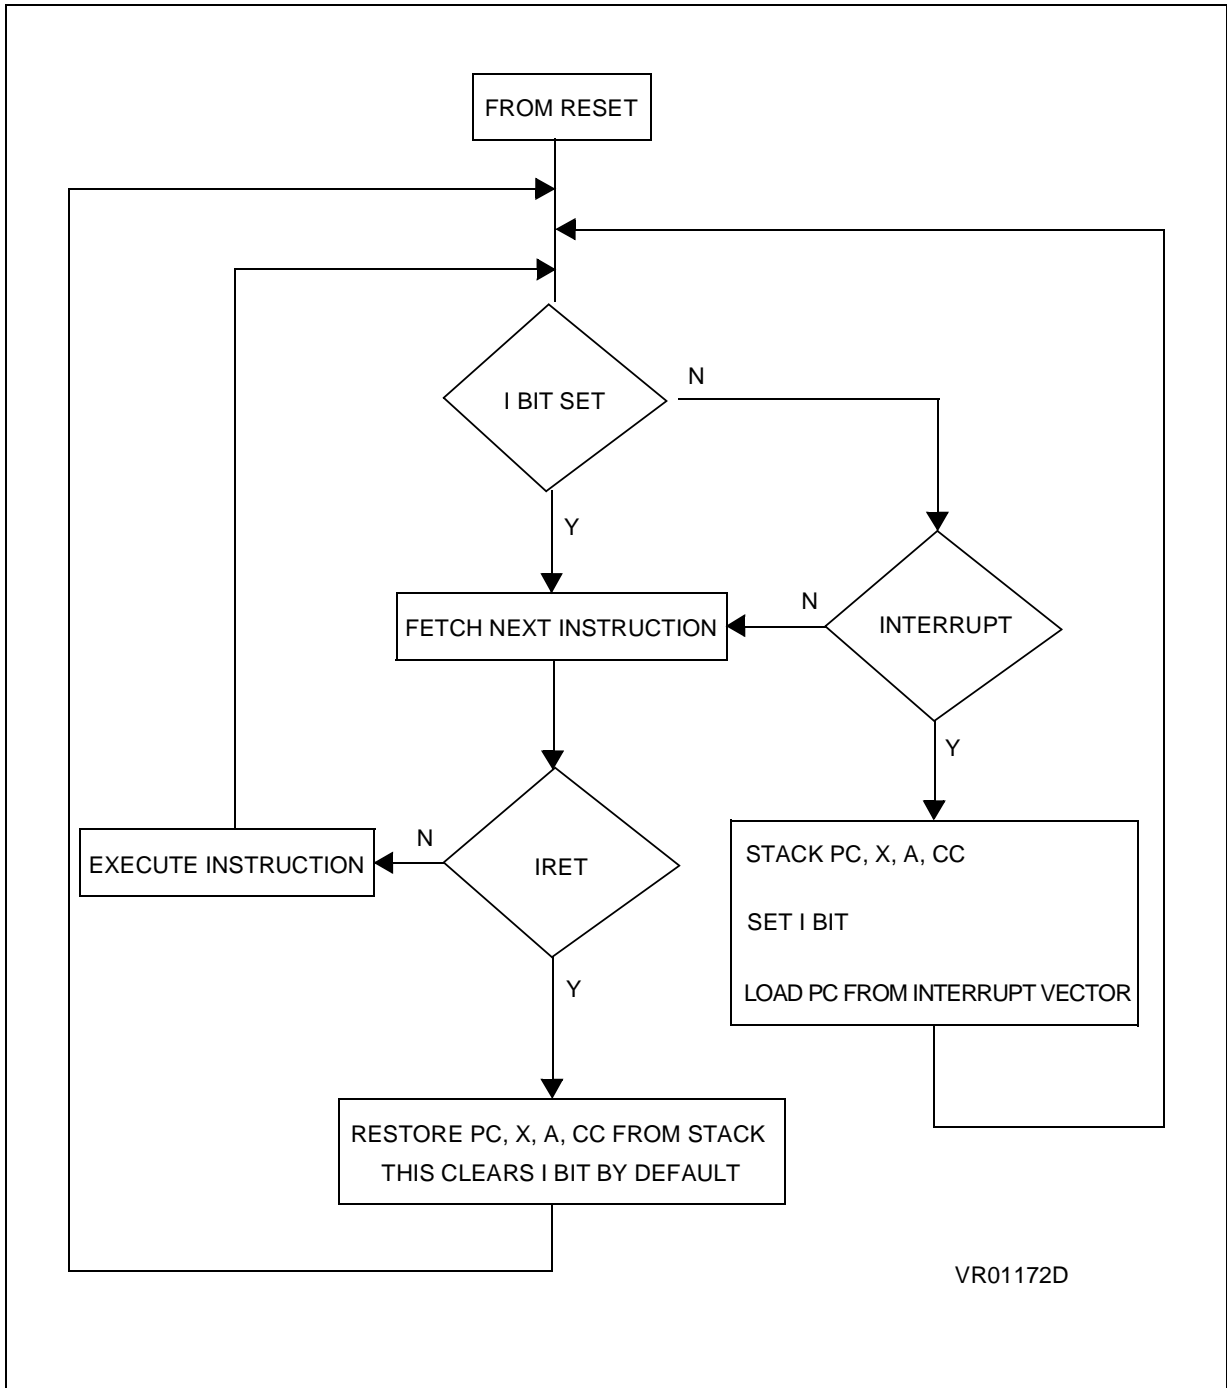 FROM RESET
I BIT SET
N
Y
FETCH NEXT INSTRUCTION
N
INTERRUPT
Y
EXECUTE INSTRUCTION
N
IRET
STACK PC, X, A, CC
SET I BIT
LOAD PC FROM INTERRUPT VECTOR
Y
RESTORE PC, X, A, CC FROM STACK
THIS CLEARS I BIT BY DEFAULT
VR01172D